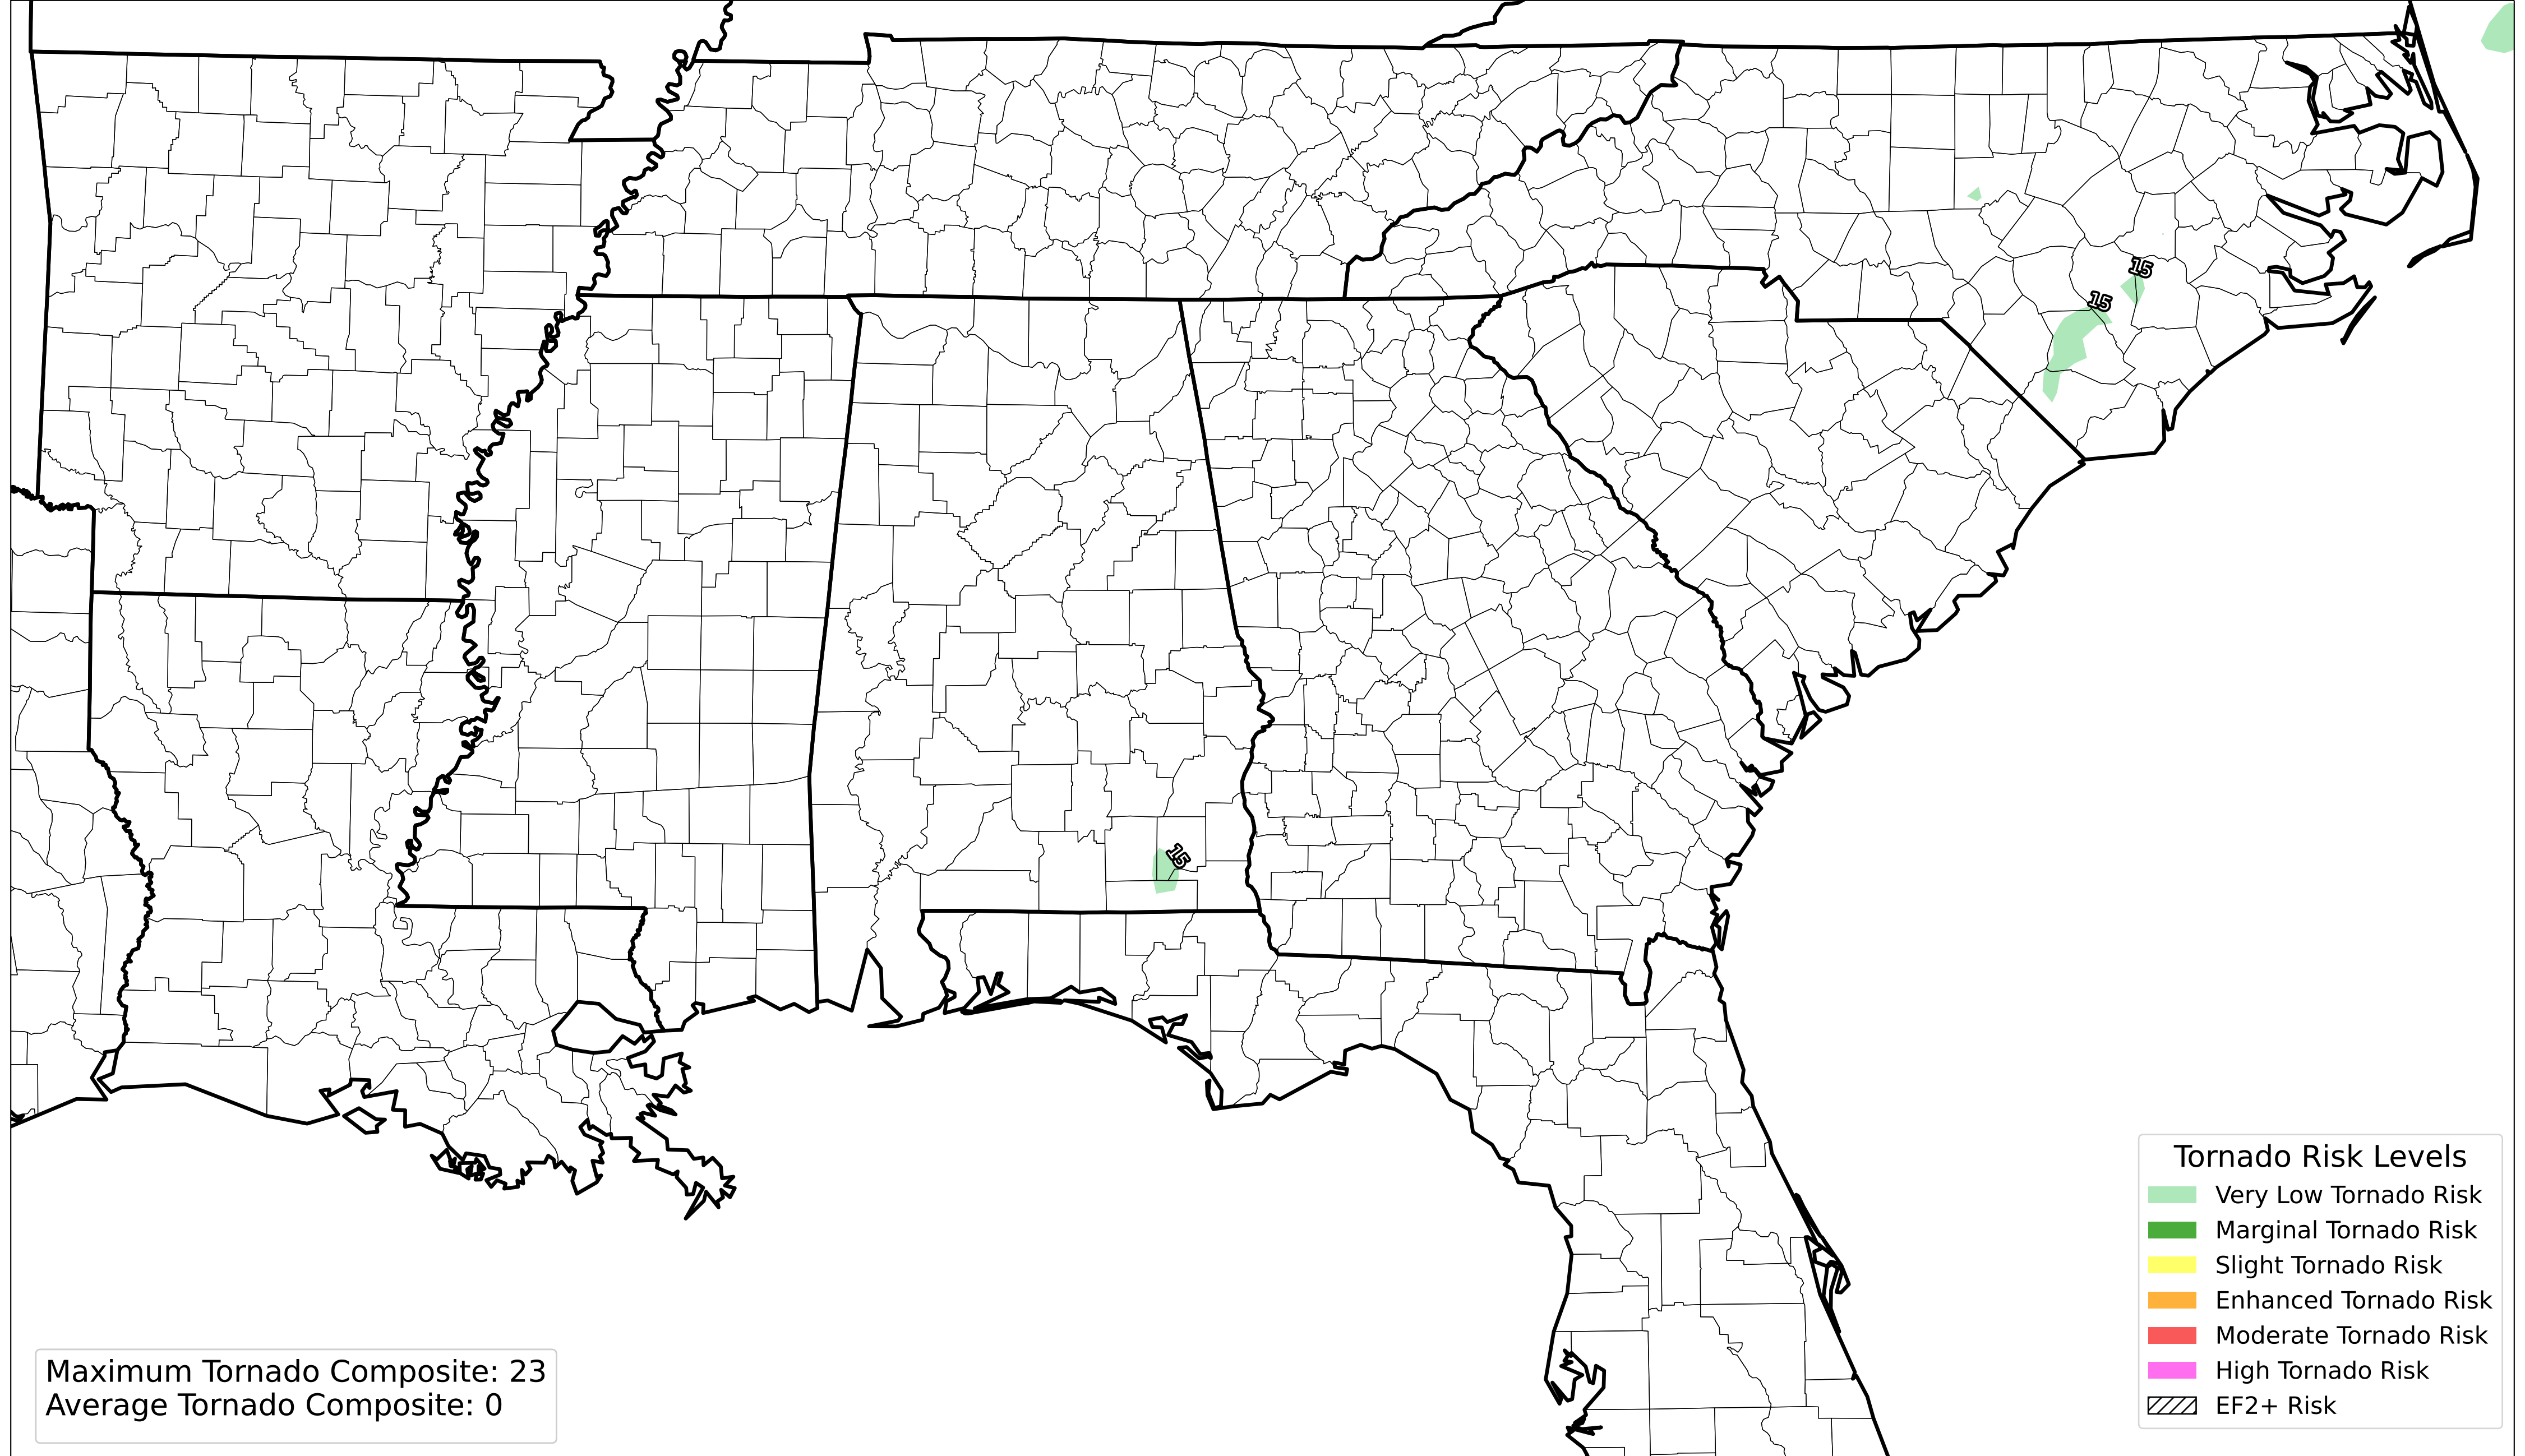 15
15
15
Tornado Risk Levels
Very Low Tornado Risk
Marginal Tornado Risk
Slight Tornado Risk
Enhanced Tornado Risk
Moderate Tornado Risk
High Tornado Risk
EF2+ Risk
Maximum Tornado Composite: 23
Average Tornado Composite: 0